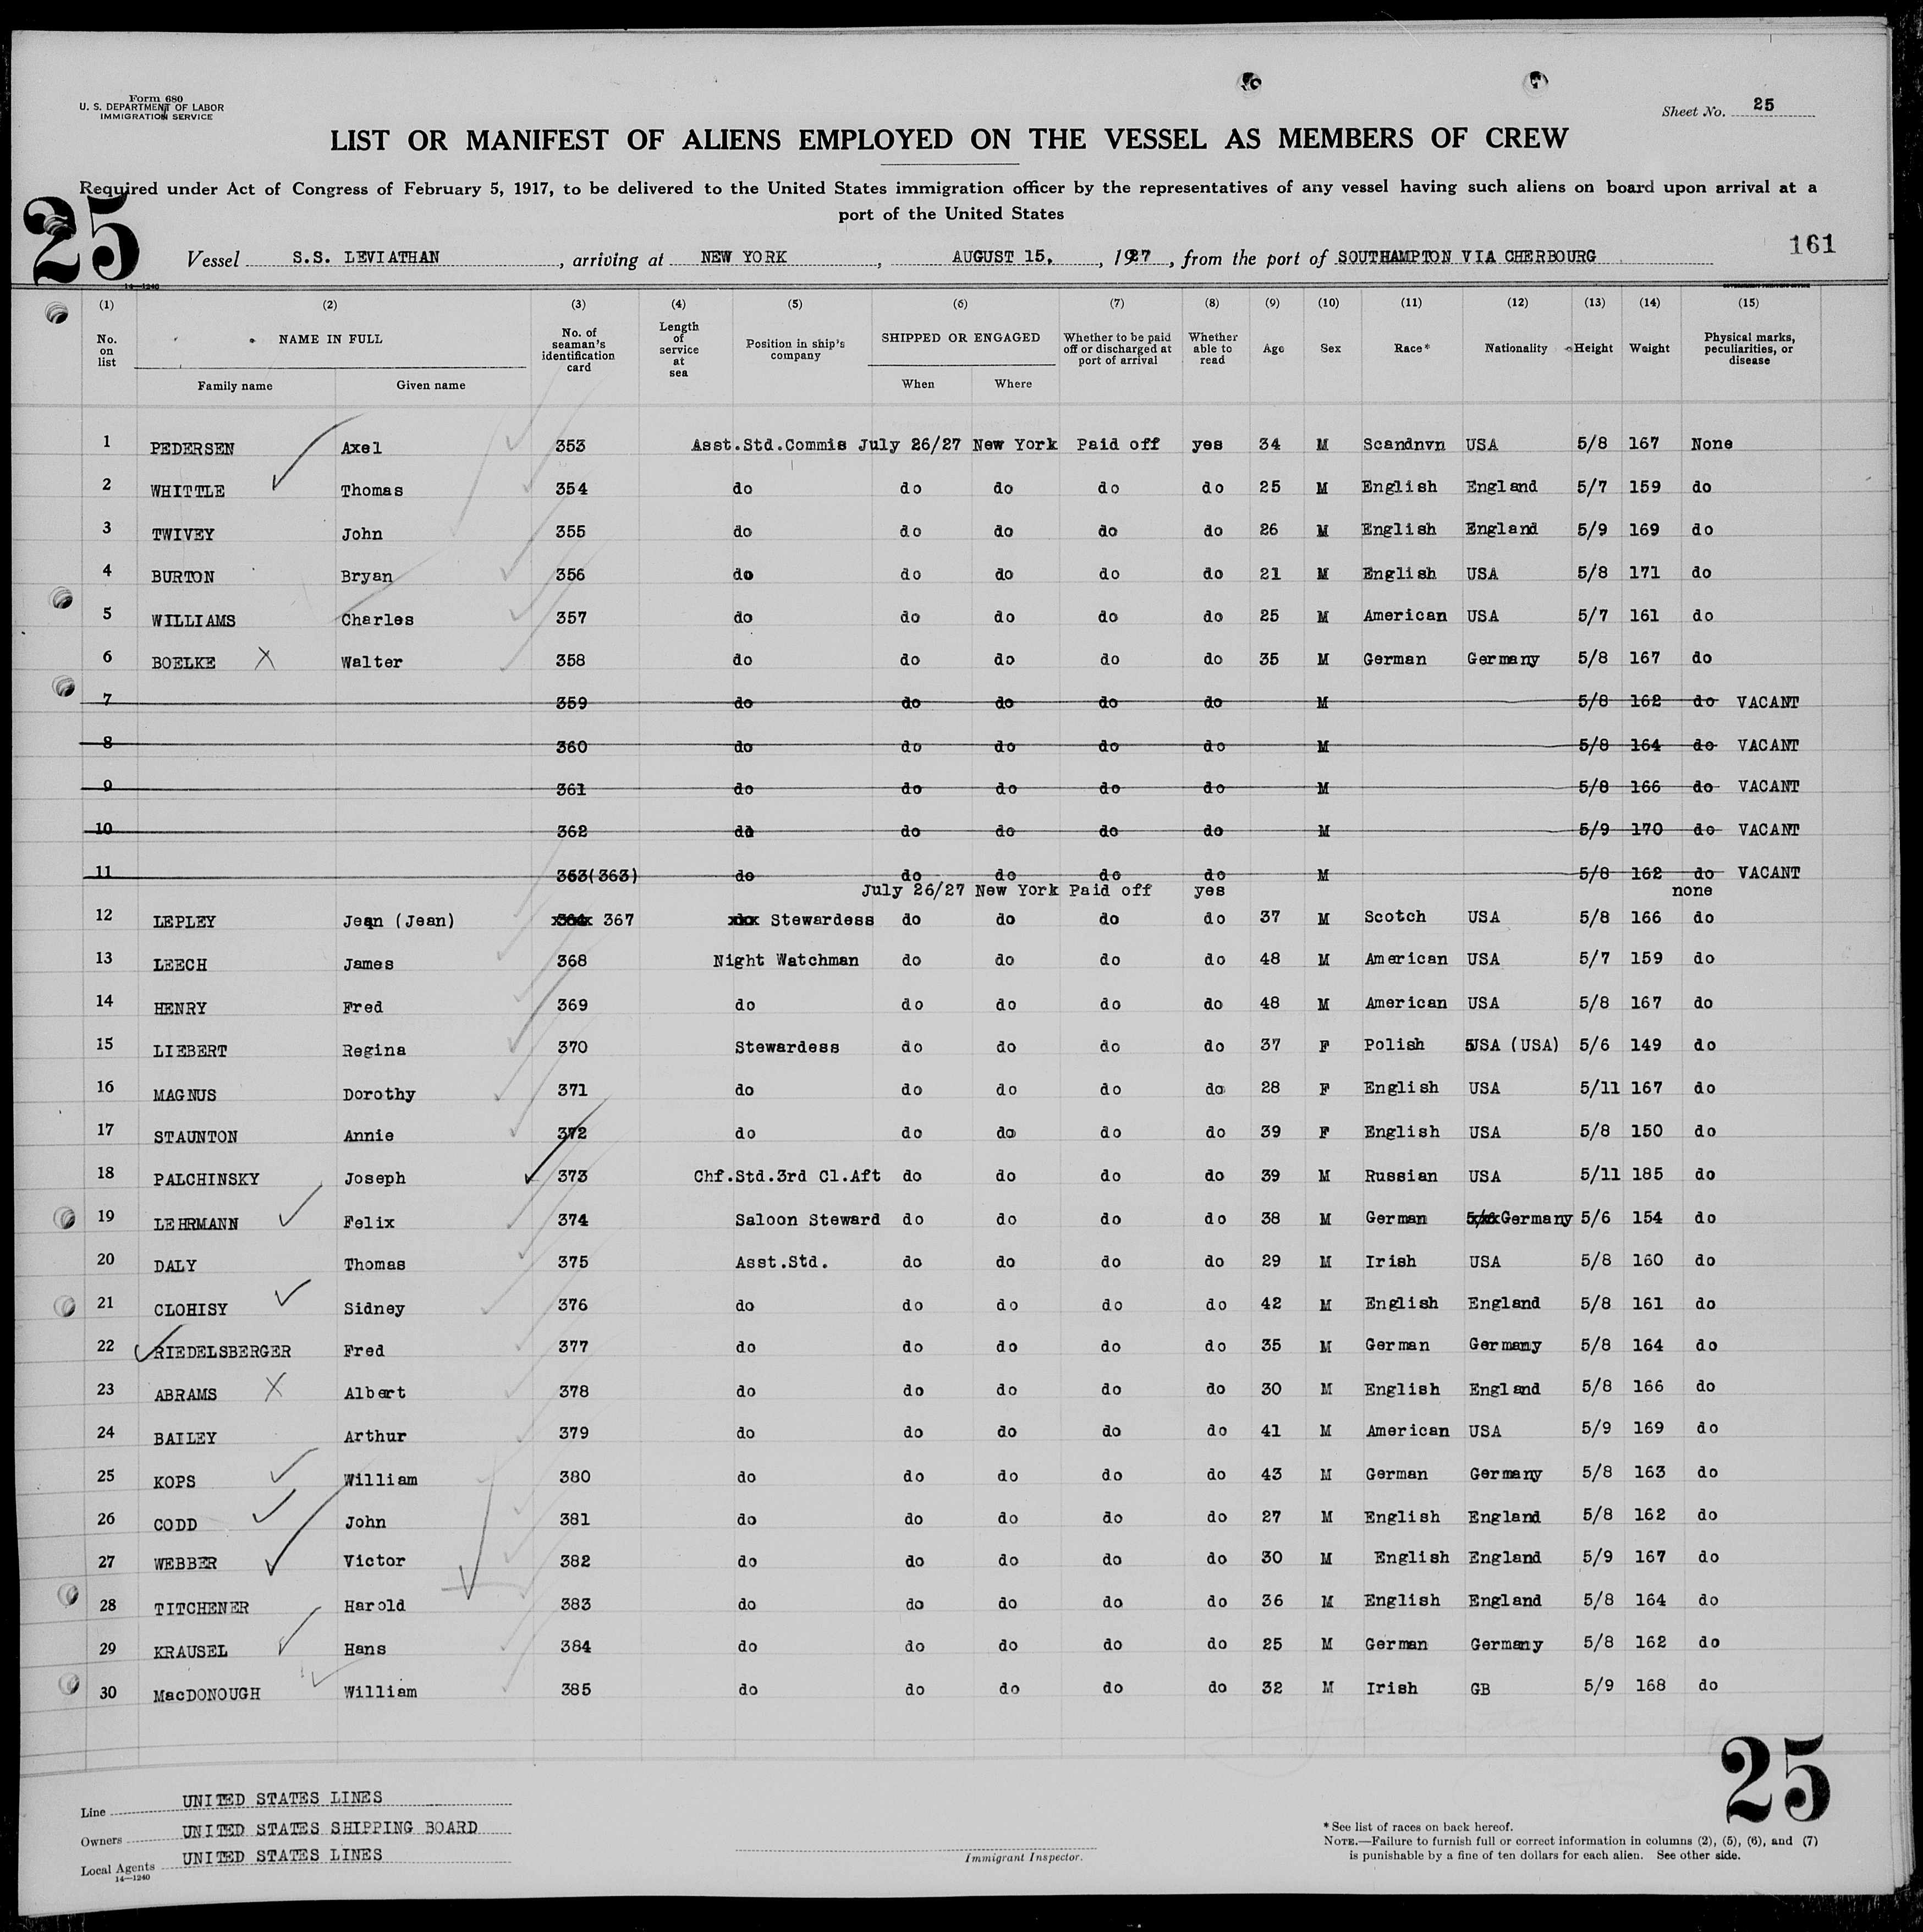 Form 680
U. S. DEPARTMENT OF LABOR
IMMIGRATION SERVICE
Sheet No. 25
LIST OR MANIFEST OF ALIENS EMPLOYED ON THE VESSEL AS MEMBERS OF CREW
Required under Act of Congress of February 5, 1917, to be delivered to the United States immigration officer by the representatives of any vessel having such aliens on board upon arrival at a
port of the United States
25
161
Vessel S.S. LEVIATHAN, arriving at NEW YORK, AUGUST 15, 1927, from the port of SOUTHAMPTON VIA CHERBOURG
14—1240
(1) (2) (3) (4) (5) (6) (7) (8) (9) (10) (11) (12) (13) (14) (15)
No. on list NAME IN FULL Family name Given name No. of seaman's identification card Length of service at sea Position in ship's company SHIPPED OR ENGAGED When Where Whether to be paid off or discharged at port of arrival Whether able to read Age Sex Race* Nationality Height Weight Physical marks, peculiarities, or disease
1 PEDERSEN Axel 353 Asst.Std.Commis July 26/27 New York Paid off yes 34 M Scandnvn USA 5/8 167 None
2 WHITTLE Thomas 354 do do do do do 25 M English England 5/7 159 do
3 TWIVEY John 355 do do do do do 26 M English England 5/9 169 do
4 BURTON Bryan 356 do do do do do 21 M English USA 5/8 171 do
5 WILLIAMS Charles 357 do do do do do 25 M American USA 5/7 161 do
6 BOELKE X Walter 358 do do do do do 35 M German Germany 5/8 167 do
7 359 do do do do do M 5/8 162 do VACANT
8 360 do do do do do M 5/8 164 do VACANT
9 361 do do do do do M 5/8 166 do VACANT
10 362 do do do do do M 5/9 170 do VACANT
11 363(363) do do do do do M 5/8 162 do VACANT
July 26/27 New York Paid off yes none
12 LEPLEY Jean (Jean) 367 Stewardess do do do do 37 M Scotch USA 5/8 166 do
13 LEECH James 368 Night Watchman do do do do 48 M American USA 5/7 159 do
14 HENRY Fred 369 do do do do do 48 M American USA 5/8 167 do
15 LIEBERT Regina 370 Stewardess do do do do 37 F Polish USA (USA) 5/6 149 do
16 MAGNUS Dorothy 371 do do do do do 28 F English USA 5/11 167 do
17 STAUNTON Annie 372 do do do do do 39 F English USA 5/8 150 do
18 PALCHINSKY Joseph 373 Chf.Std.3rd Cl.Aft do do do do 39 M Russian USA 5/11 185 do
19 LEHRMANN Felix 374 Saloon Steward do do do do 38 M German Germany 5/6 154 do
20 DALY Thomas 375 Asst.Std. do do do do 29 M Irish USA 5/8 160 do
21 CLOHISY Sidney 376 do do do do do 42 M English England 5/8 161 do
22 RIEDELSBERGER Fred 377 do do do do do 35 M German Germany 5/8 164 do
23 ABRAMS X Albert 378 do do do do do 30 M English England 5/8 166 do
24 BAILEY Arthur 379 do do do do do 41 M American USA 5/9 169 do
25 KOPS William 380 do do do do do 43 M German Germany 5/8 163 do
26 CODD John 381 do do do do do 27 M English England 5/8 162 do
27 WEBBER Victor 382 do do do do do 30 M English England 5/9 167 do
28 TITCHENER Harold 383 do do do do do 36 M English England 5/8 164 do
29 KRAUSEL Hans 384 do do do do do 25 M German Germany 5/8 162 do
30 MacDONOUGH William 385 do do do do do 32 M Irish GB 5/9 168 do
25
Line UNITED STATES LINES
Owners UNITED STATES SHIPPING BOARD
Local Agents UNITED STATES LINES
14—1240
Immigrant Inspector.
* See list of races on back hereof.
NOTE.—Failure to furnish full or correct information in columns (2), (5), (6), and (7)
is punishable by a fine of ten dollars for each alien. See other side.